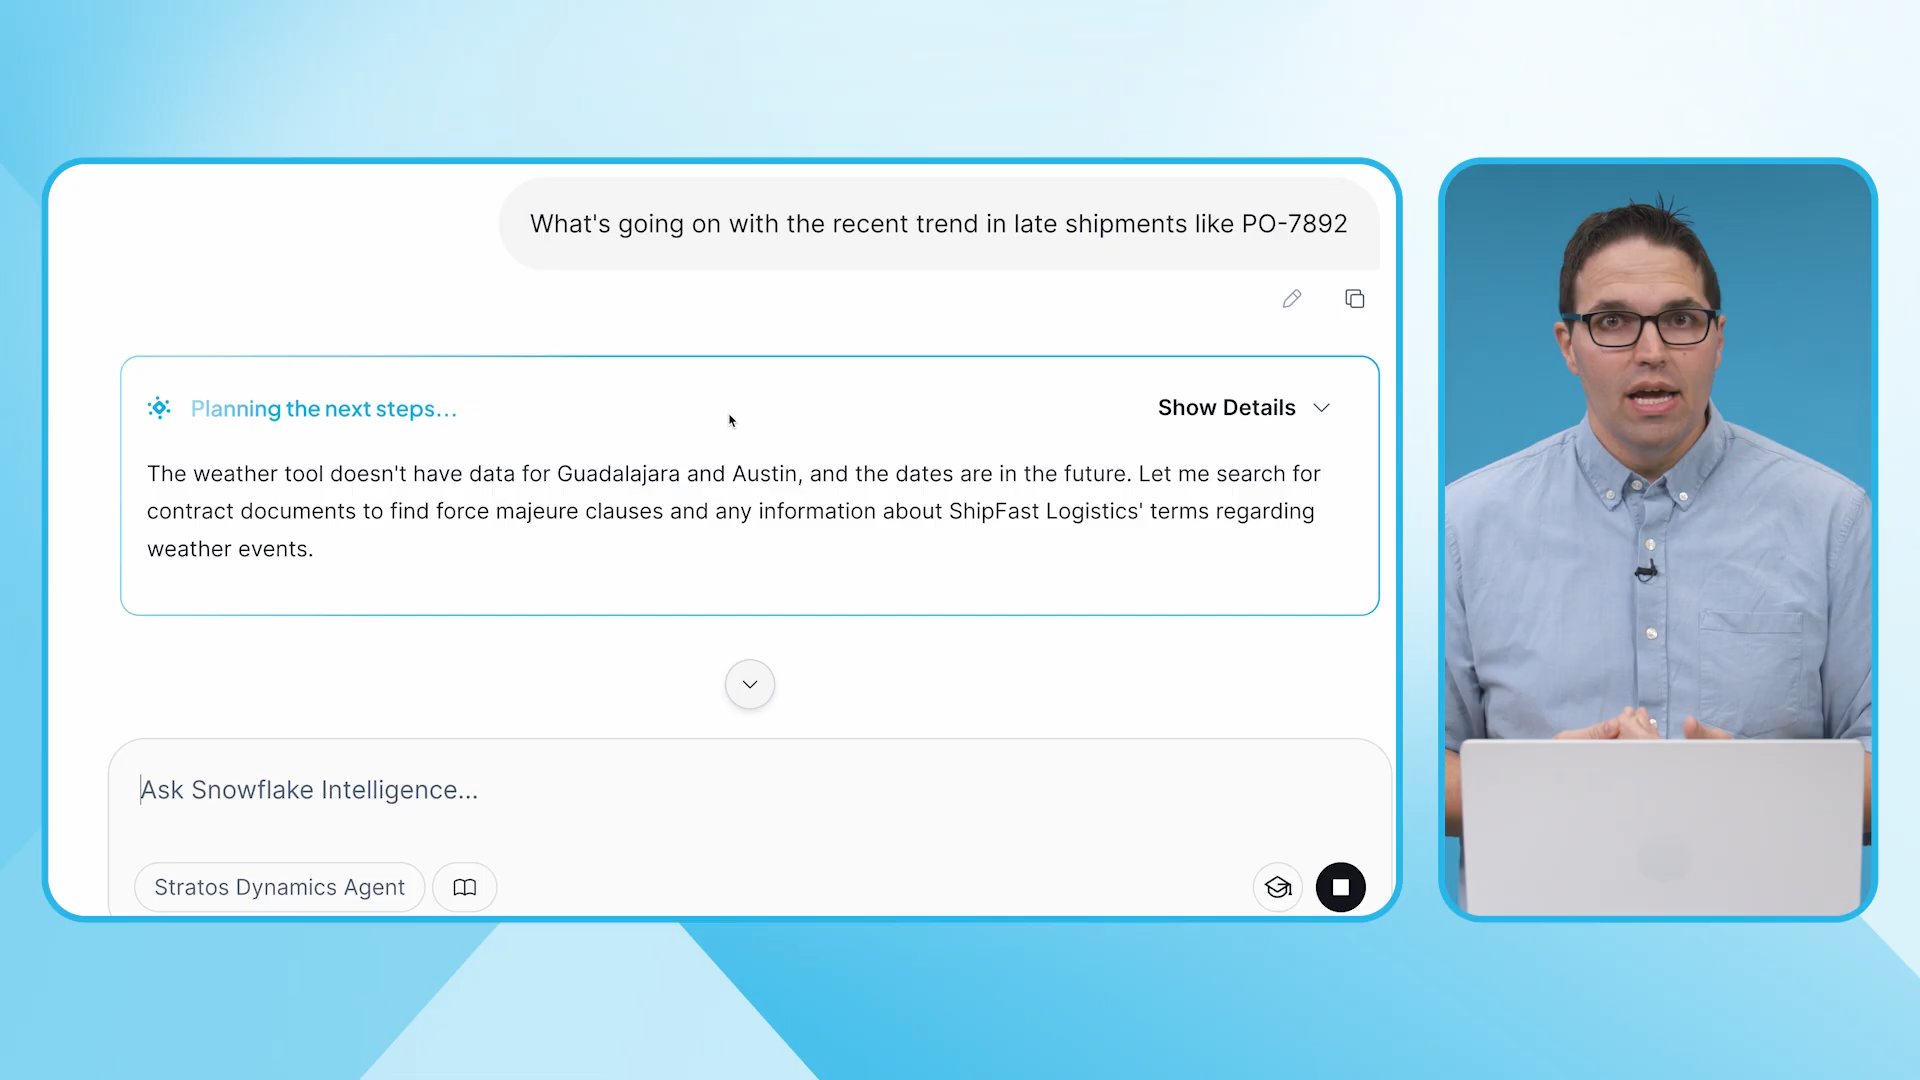 What's going on with the recent trend in late shipments like PO-7892
Planning the next steps...
Show Details
The weather tool doesn't have data for Guadalajara and Austin, and the dates are in the future. Let me search for
contract documents to find force majeure clauses and any information about ShipFast Logistics' terms regarding
weather events.
Ask Snowflake Intelligence...
Stratos Dynamics Agent